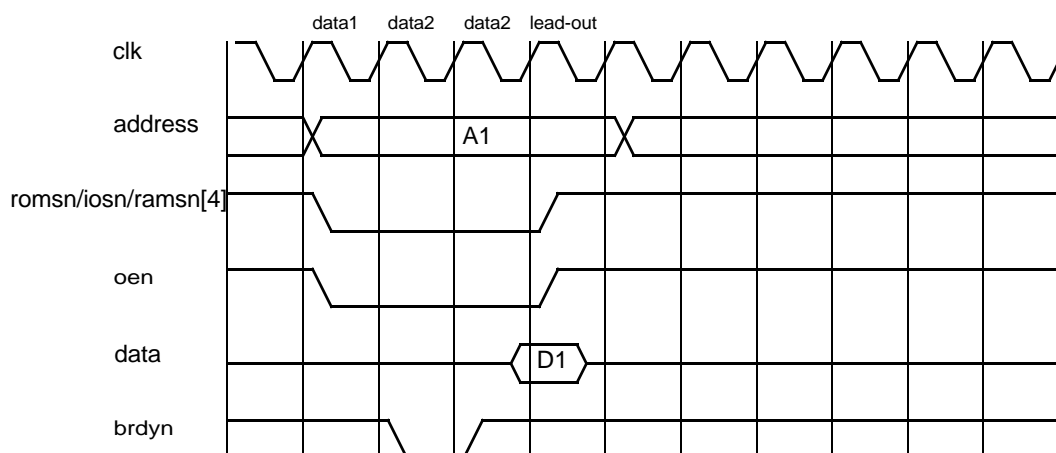 data1 data2 data2 lead-out
clk
address
A1
romsn/iosn/ramsn[4]
oen
data
D1
brdyn